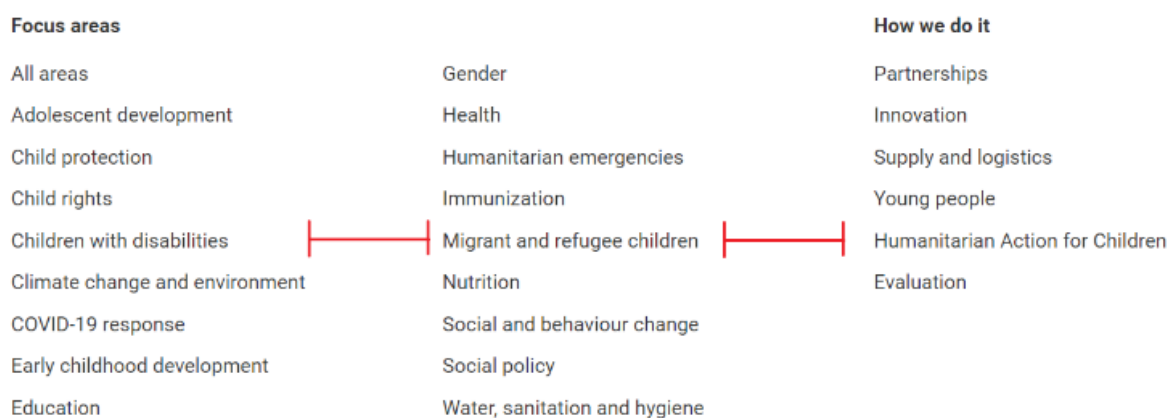 Focus areas
All areas
Adolescent development
Child protection
Child rights
Children with disabilities
Climate change and environment
COVID-19 response
Early childhood development
Education
Gender
Health
Humanitarian emergencies
Immunization
Migrant and refugee children
Nutrition
Social and behaviour change
Social policy
Water, sanitation and hygiene
How we do it
Partnerships
Innovation
Supply and logistics
Young people
Humanitarian Action for Children
Evaluation